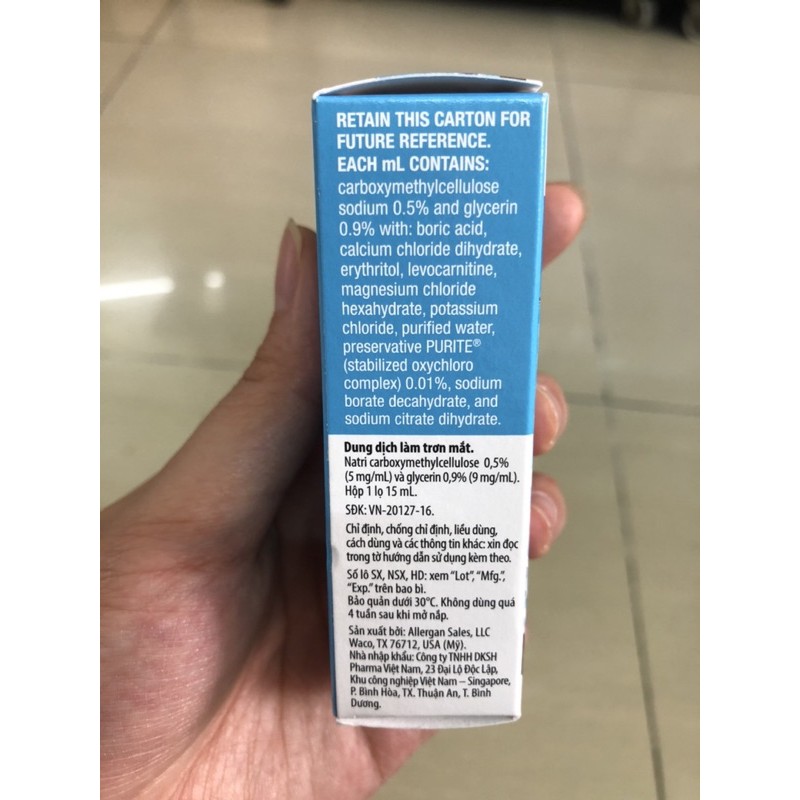 RETAIN THIS CARTON FOR
FUTURE REFERENCE.
EACH mL CONTAINS:
carboxymethylcellulose
sodium 0.5% and glycerin
0.9% with: boric acid,
calcium chloride dihydrate,
erythritol, levocarnitine,
magnesium chloride
hexahydrate, potassium
chloride, purified water,
preservative PURITE®
(stabilized oxychloro
complex) 0.01%, sodium
borate decahydrate, and
sodium citrate dihydrate.
Dung dịch làm trơn mắt.
Natri carboxymethylcellulose 0,5%
(5 mg/mL) và glycerin 0,9% (9 mg/mL).
Hộp 1 lọ 15 mL.
SĐK: VN-20127-16.
Chỉ định, chống chỉ định, liều dùng,
cách dùng và các thông tin khác: xin đọc
trong tờ hướng dẫn sử dụng kèm theo.
Số lô SX, NSX, HD: xem "Lot", "Mfg.",
"Exp." trên bao bì.
Bảo quản dưới 30°C. Không dùng quá
4 tuần sau khi mở nắp.
Sản xuất bởi: Allergan Sales, LLC
Waco, TX 76712, USA (Mỹ).
Nhà nhập khẩu: Công ty TNHH DKSH
Pharma Việt Nam, 23 Đại Lộ Độc Lập,
Khu công nghiệp Việt Nam – Singapore,
P. Bình Hòa, TX. Thuận An, T. Bình
Dương.